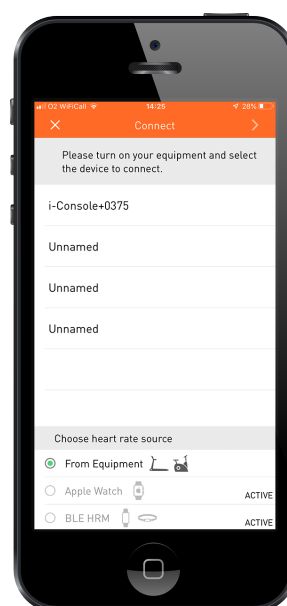 O2 WiFiCall 14:25 28%
Connect
Please turn on your equipment and select
the device to connect.
i-Console+0375
Unnamed
Unnamed
Unnamed
Choose heart rate source
From Equipment
Apple Watch ACTIVE
BLE HRM ACTIVE